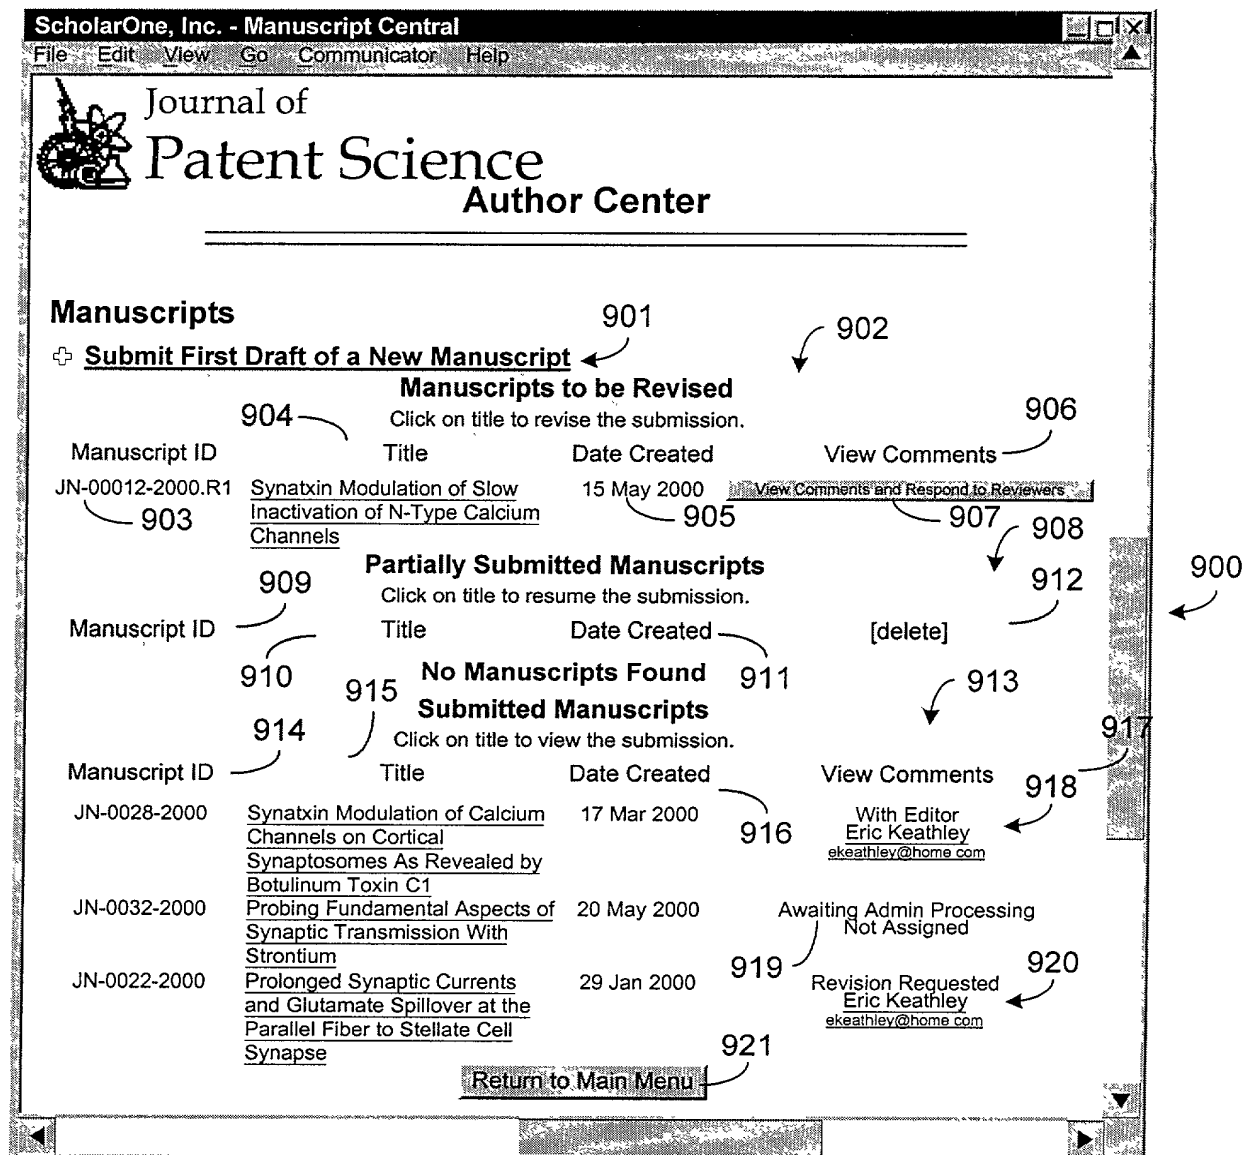 ScholarOne, Inc. - Manuscript Central
File Edit View Go Communicator Help
Journal of
Patent Science
Author Center
Manuscripts
901
902
Submit First Draft of a New Manuscript
Manuscripts to be Revised
904
Click on title to revise the submission.
906
Manuscript ID Title Date Created View Comments
JN-00012-2000.R1 Synatxin Modulation of Slow 15 May 2000 View Comments and Respond to Reviewers
903 Inactivation of N-Type Calcium 905 907
Channels
908
Partially Submitted Manuscripts
900
909 Click on title to resume the submission. 912
Manuscript ID Title Date Created [delete]
910 No Manuscripts Found 911 913
915
Submitted Manuscripts
914 Click on title to view the submission. 917
Manuscript ID Title Date Created View Comments
918
JN-0028-2000 Synatxin Modulation of Calcium 17 Mar 2000 With Editor
Channels on Cortical 916 Eric Keathley
Synaptosomes As Revealed by ekeathley@home com
Botulinum Toxin C1
JN-0032-2000 Probing Fundamental Aspects of 20 May 2000 Awaiting Admin Processing
Synaptic Transmission With Not Assigned
Strontium 919 920
JN-0022-2000 Prolonged Synaptic Currents 29 Jan 2000 Revision Requested
and Glutamate Spillover at the Eric Keathley
Parallel Fiber to Stellate Cell ekeathley@home com
Synapse
921
Return to Main Menu